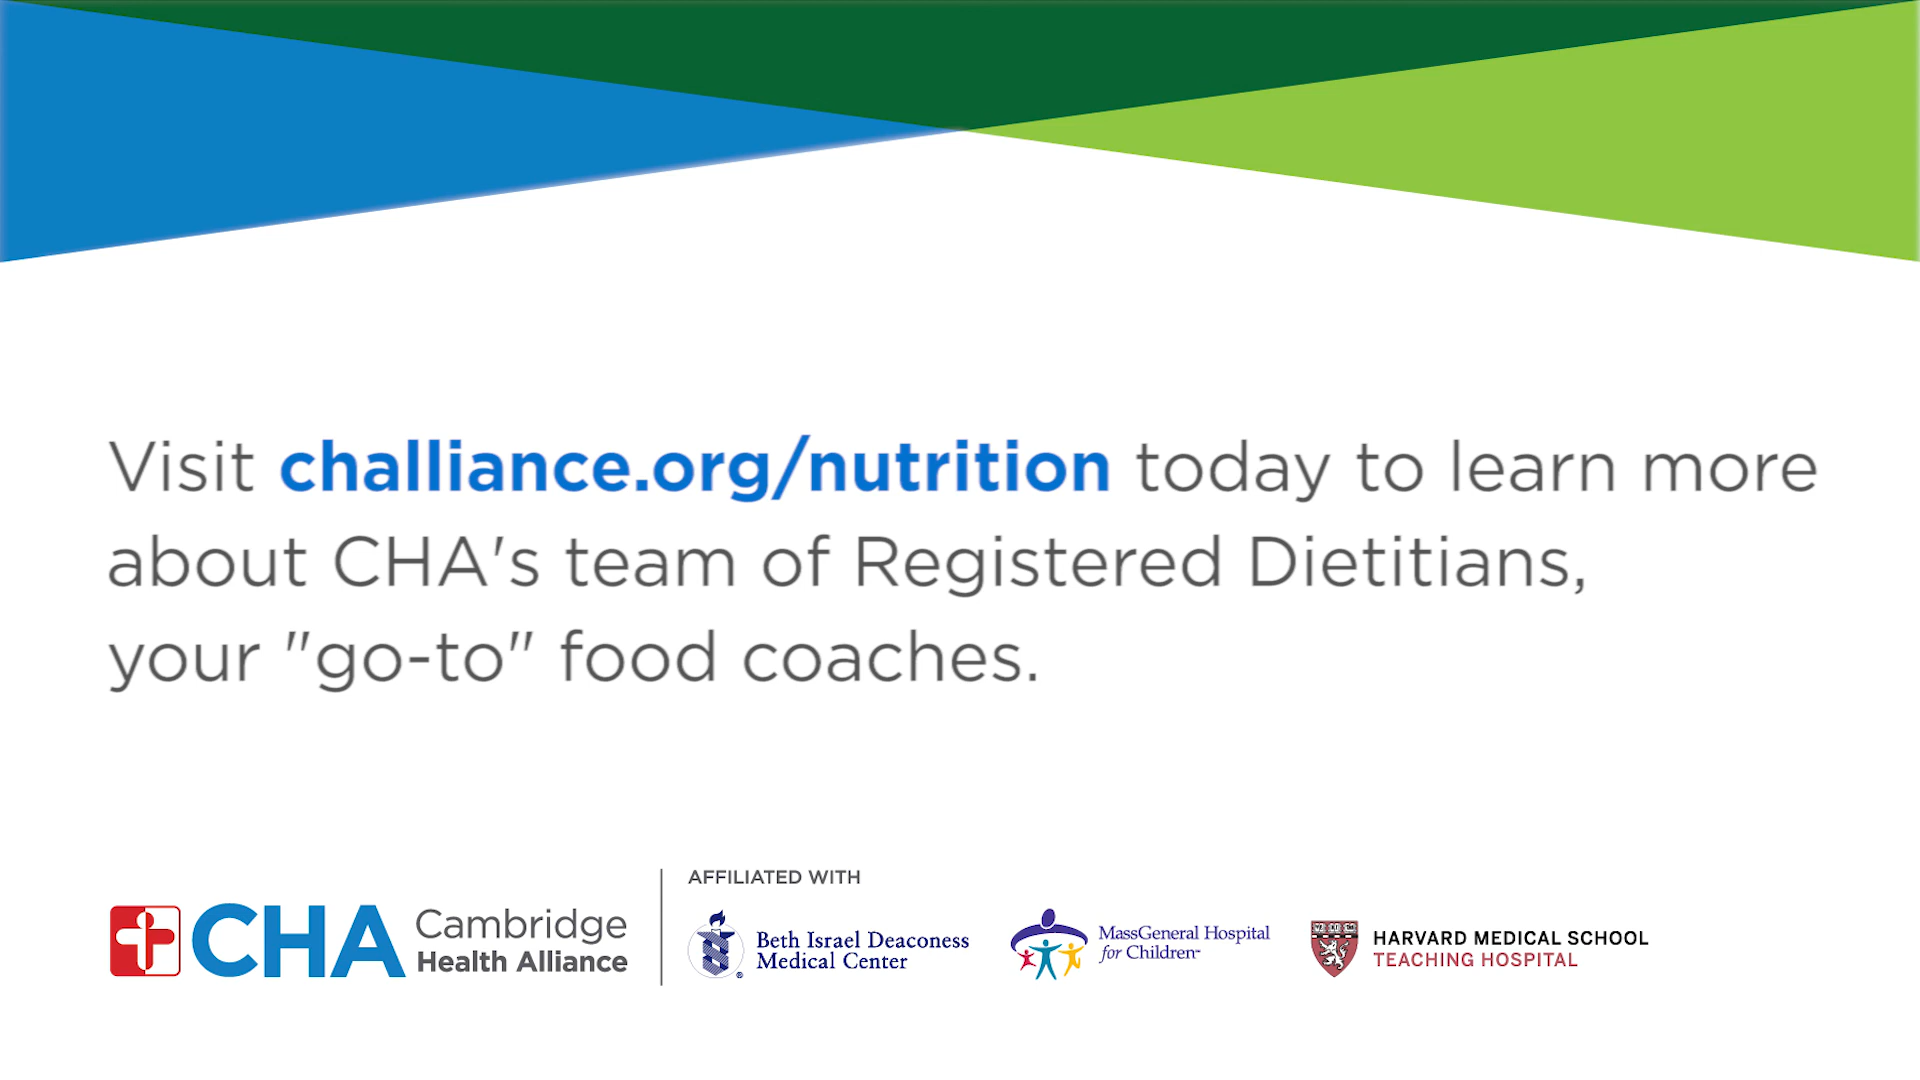 Visit challiance.org/nutrition today to learn more
about CHA's team of Registered Dietitians,
your "go-to" food coaches.
CHA Cambridge
Health Alliance
AFFILIATED WITH
Beth Israel Deaconess
Medical Center
MassGeneral Hospital
for Children™
HARVARD MEDICAL SCHOOL
TEACHING HOSPITAL